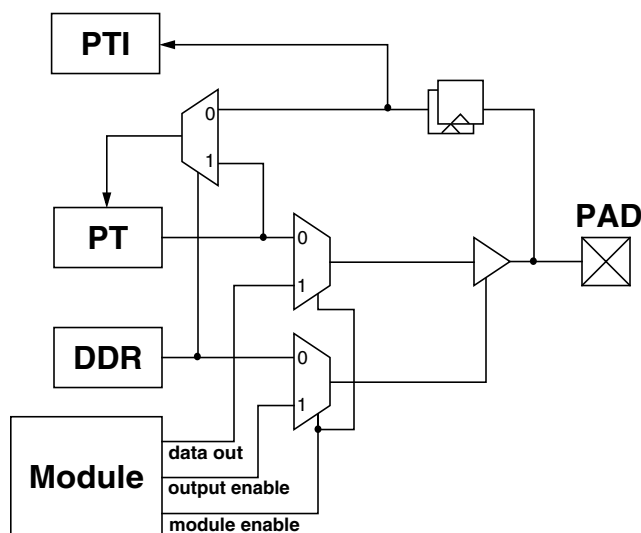 PTI
0
1
PT
PAD
0
1
DDR
0
1
Module
data out
output enable
module enable